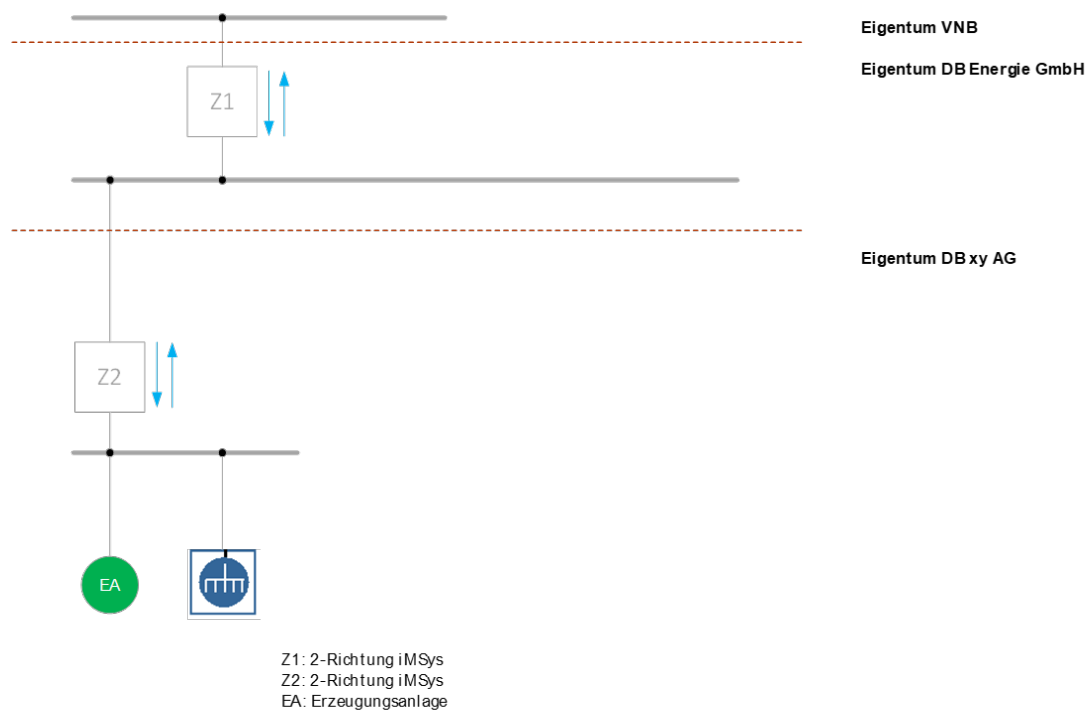 Eigentum VNB
Eigentum DB Energie GmbH
Z1
Eigentum DB xy AG
Z2
EA
Z1: 2-Richtung iMSys
Z2: 2-Richtung iMSys
EA: Erzeugungsanlage